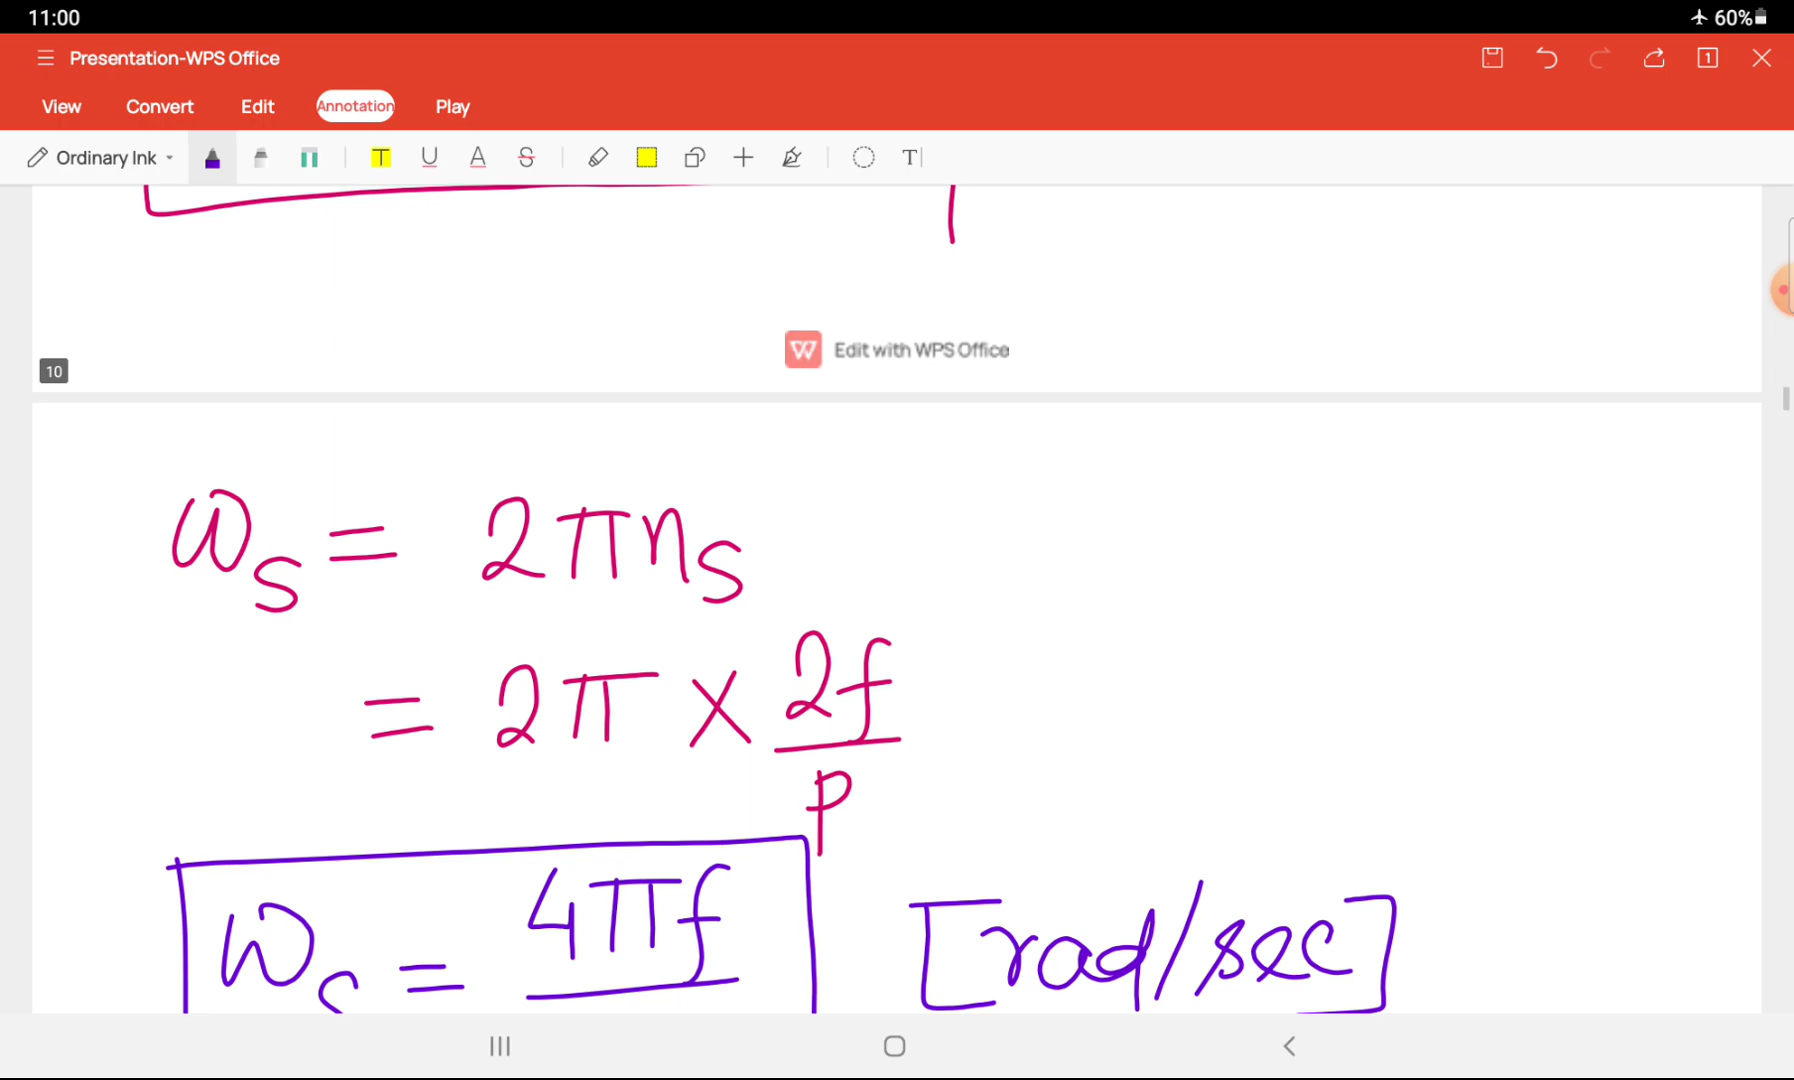 11:00 60%
Presentation-WPS Office 1
View Convert Edit Annotation Play
Ordinary Ink T U A S T
Edit with WPS Office
10
ωs = 2πns
= 2π × 2f
P
ωs = 4πf [rad/sec]